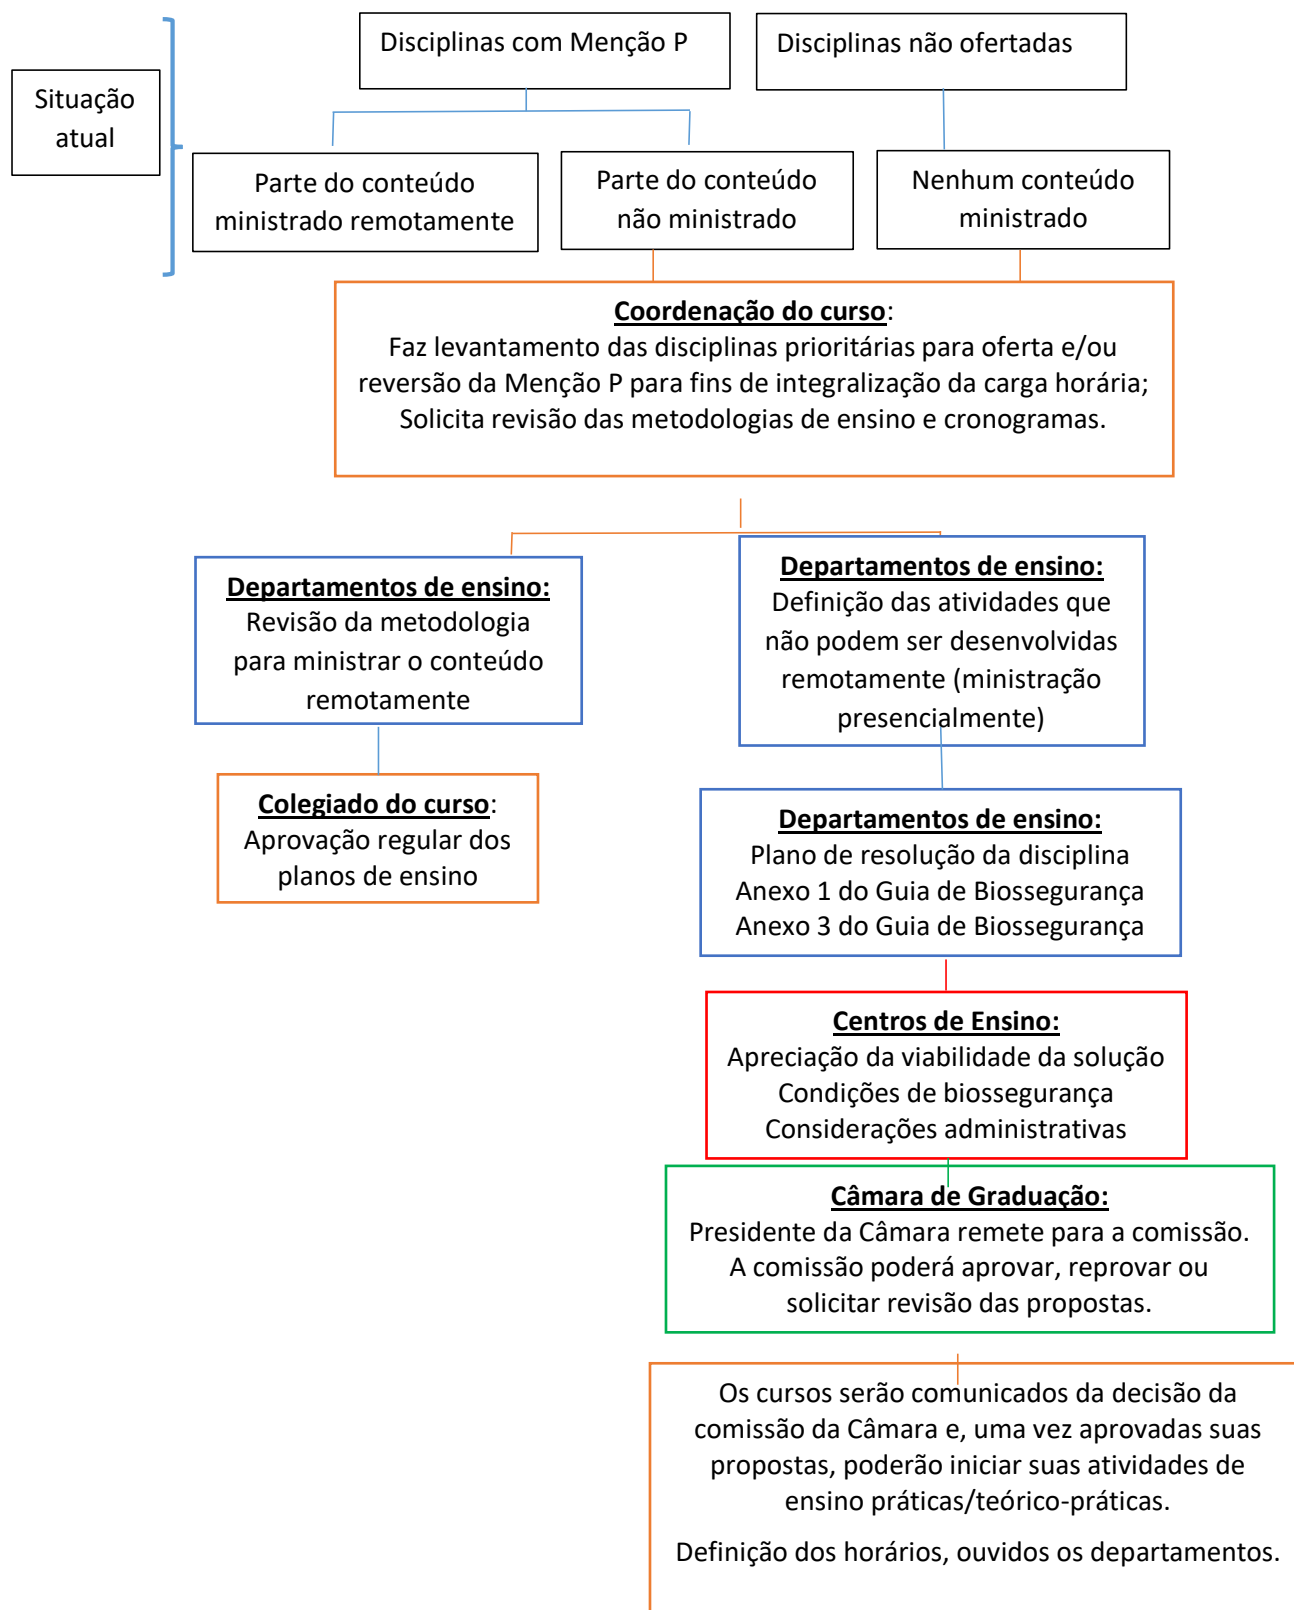 Disciplinas com Menção P
Disciplinas não ofertadas
Situação
atual
Parte do conteúdo
ministrado remotamente
Parte do conteúdo
não ministrado
Nenhum conteúdo
ministrado
Coordenação do curso:
Faz levantamento das disciplinas prioritárias para oferta e/ou
reversão da Menção P para fins de integralização da carga horária;
Solicita revisão das metodologias de ensino e cronogramas.
Departamentos de ensino:
Revisão da metodologia
para ministrar o conteúdo
remotamente
Departamentos de ensino:
Definição das atividades que
não podem ser desenvolvidas
remotamente (ministração
presencialmente)
Colegiado do curso:
Aprovação regular dos
planos de ensino
Departamentos de ensino:
Plano de resolução da disciplina
Anexo 1 do Guia de Biossegurança
Anexo 3 do Guia de Biossegurança
Centros de Ensino:
Apreciação da viabilidade da solução
Condições de biossegurança
Considerações administrativas
Câmara de Graduação:
Presidente da Câmara remete para a comissão.
A comissão poderá aprovar, reprovar ou
solicitar revisão das propostas.
Os cursos serão comunicados da decisão da
comissão da Câmara e, uma vez aprovadas suas
propostas, poderão iniciar suas atividades de
ensino práticas/teórico-práticas.
Definição dos horários, ouvidos os departamentos.